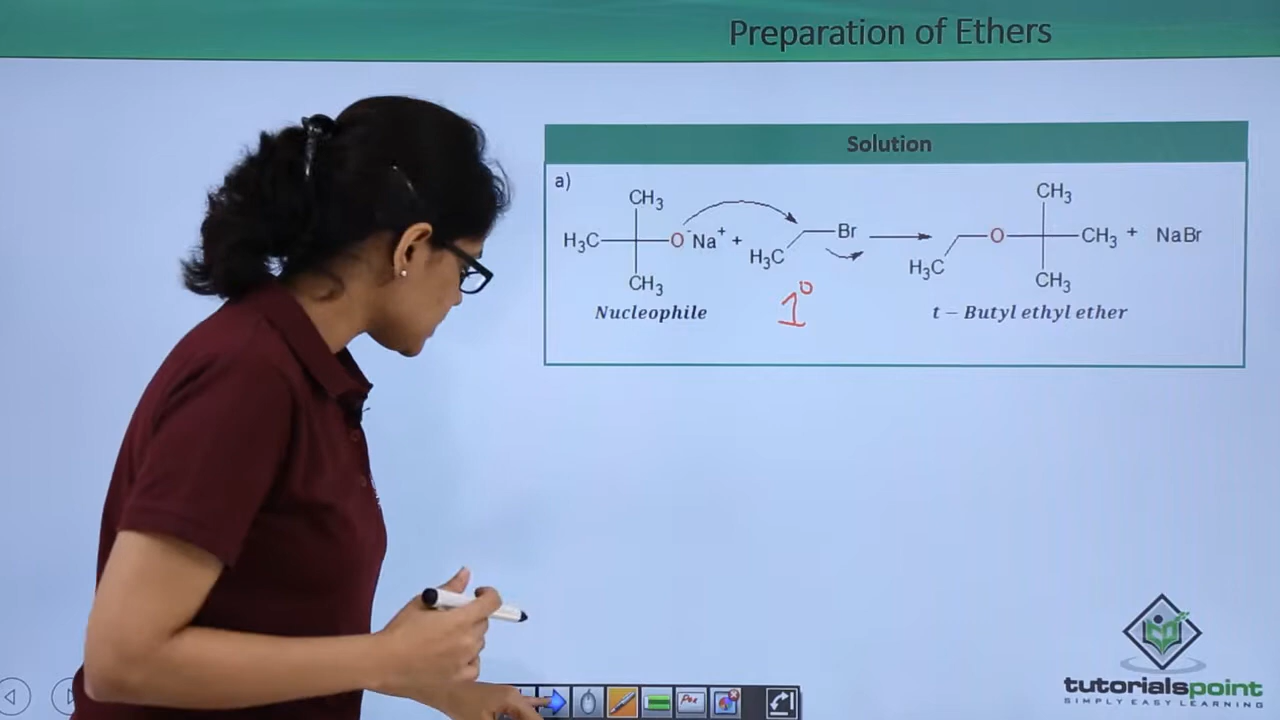 Preparation of Ethers
Solution
a)
CH3
H3C
O- Na+ +
CH3
Nucleophile
H3C
Br
1°
H3C
O
CH3
CH3
CH3
+ NaBr
t − Butyl ethyl ether
Pen
tutorialspoint
SIMPLY EASY LEARNING